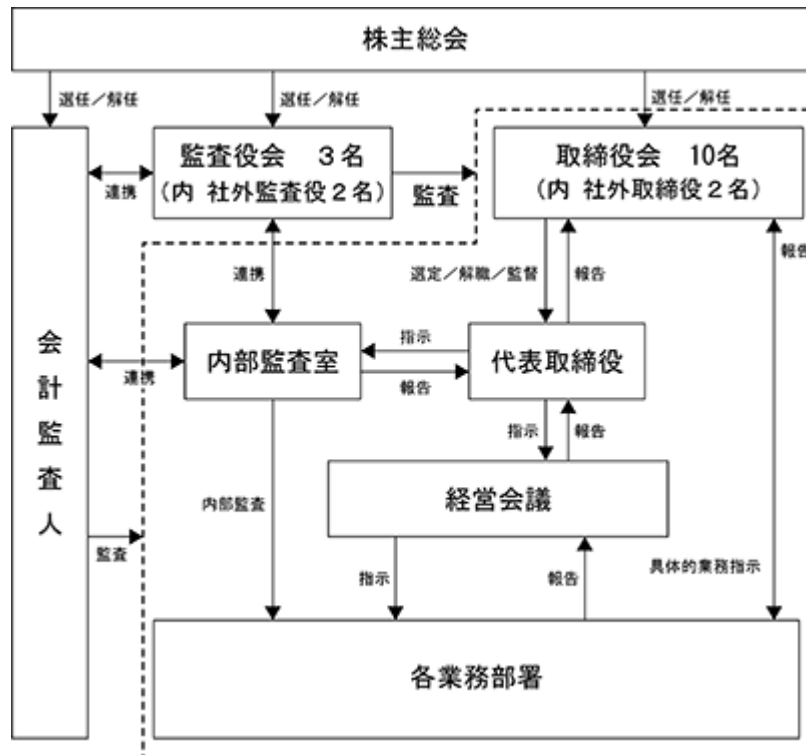 株主総会
選任／解任
選任／解任
選任／解任
監査役会　３名
（内 社外監査役２名）
取締役会　10名
（内 社外取締役２名）
連携
監査
連携
選定／解職／監督
報告
報告
会計監査人
内部監査室
指示
報告
代表取締役
連携
指示
報告
経営会議
内部監査
監査
指示
報告
具体的業務指示
各業務部署